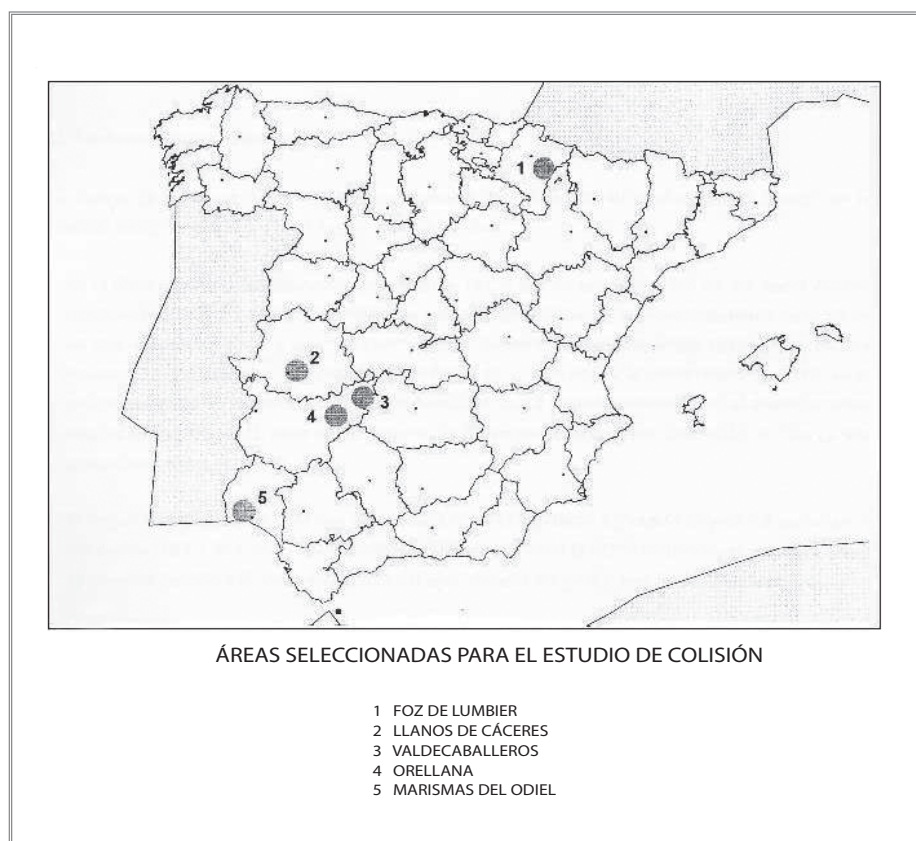 1
2
3
4
5
ÁREAS SELECCIONADAS PARA EL ESTUDIO DE COLISIÓN
1 FOZ DE LUMBIER
2 LLANOS DE CÁCERES
3 VALDECABALLEROS
4 ORELLANA
5 MARISMAS DEL ODIEL